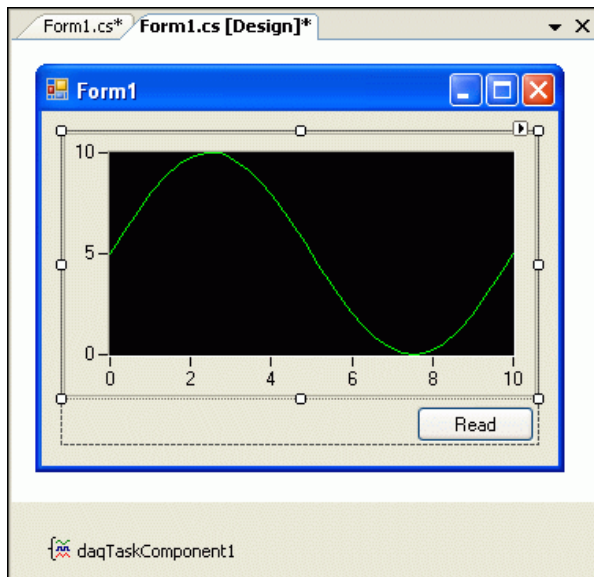 Form1.cs* Form1.cs [Design]*
Form1
10
5
0
0 2 4 6 8 10
Read
daqTaskComponent1